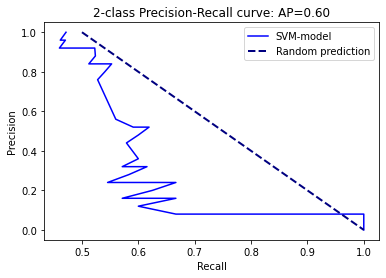 2-class Precision-Recall curve: AP=0.60
SVM-model
Random prediction
Precision
1.0
0.8
0.6
0.4
0.2
0.0
0.5
0.6
0.7
0.8
0.9
1.0
Recall